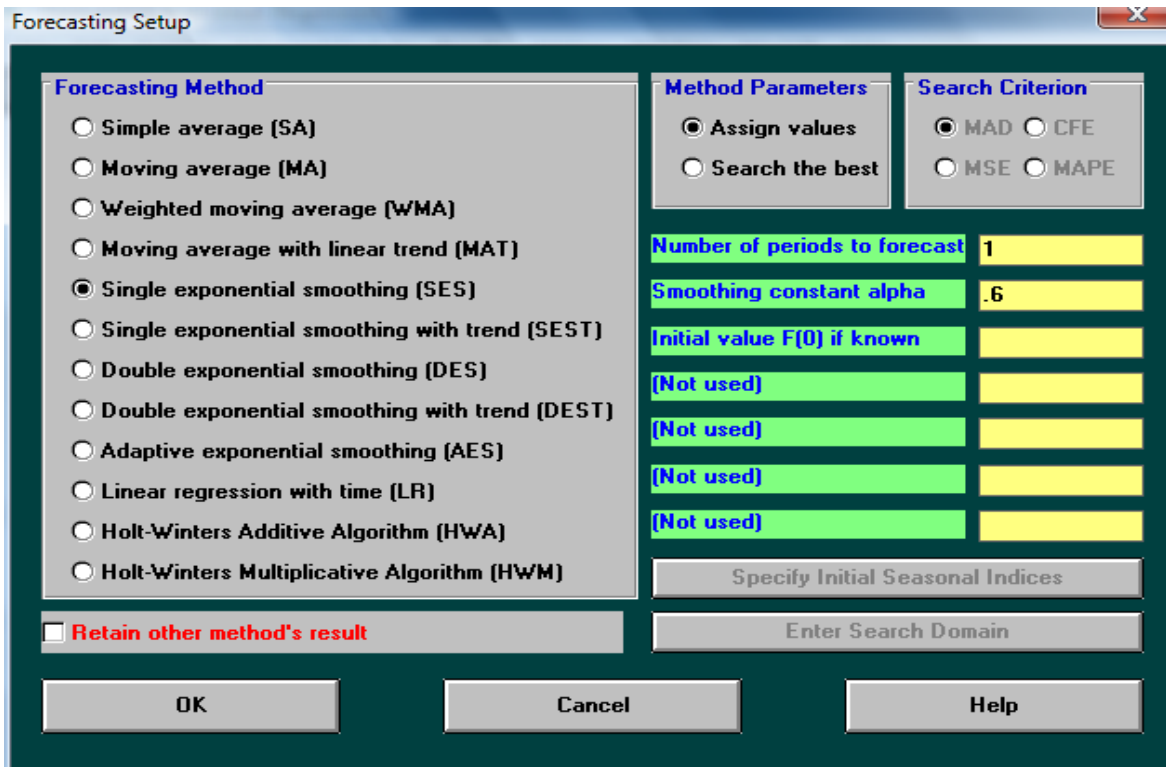 Forecasting Setup
Forecasting Method
Simple average (SA)
Moving average (MA)
Weighted moving average (WMA)
Moving average with linear trend (MAT)
Single exponential smoothing (SES)
Single exponential smoothing with trend (SEST)
Double exponential smoothing (DES)
Double exponential smoothing with trend (DEST)
Adaptive exponential smoothing (AES)
Linear regression with time (LR)
Holt-Winters Additive Algorithm (HWA)
Holt-Winters Multiplicative Algorithm (HWM)
Retain other method's result
Method Parameters
Assign values
Search the best
Search Criterion
MAD CFE
MSE MAPE
Number of periods to forecast 1
Smoothing constant alpha .6
Initial value F(0) if known
(Not used)
(Not used)
(Not used)
(Not used)
Specify Initial Seasonal Indices
Enter Search Domain
OK Cancel Help